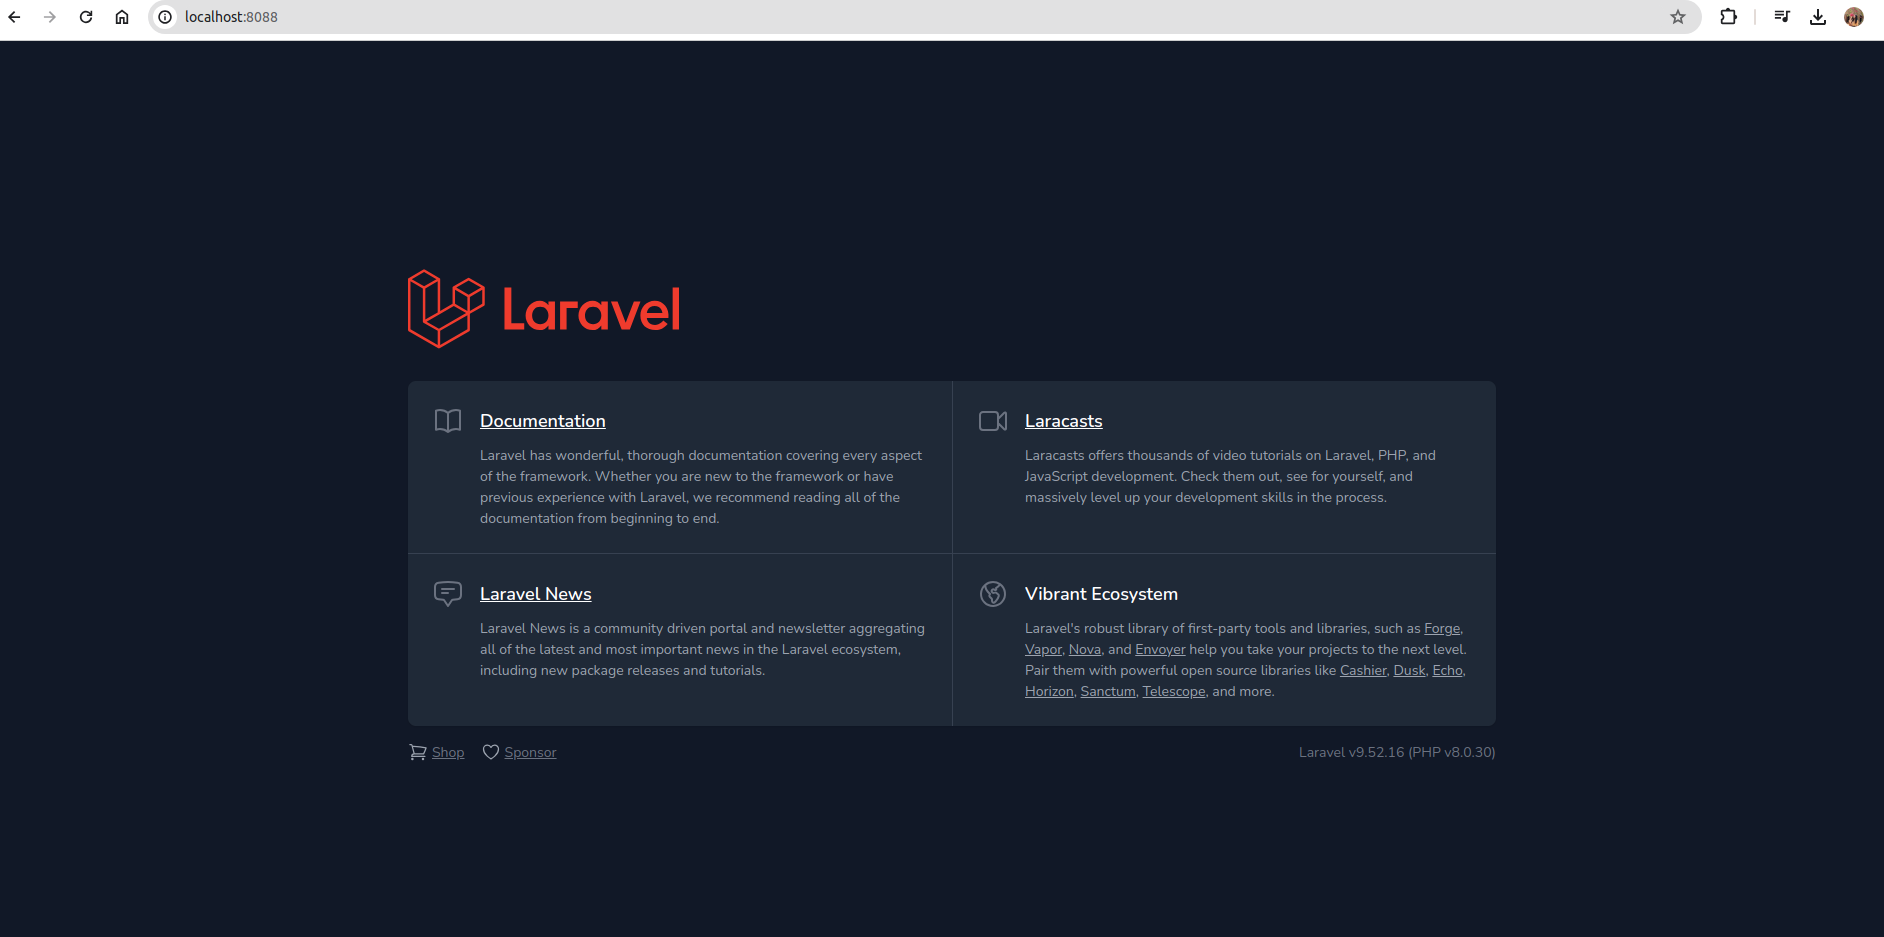 localhost:8088
Laravel
Documentation
Laravel has wonderful, thorough documentation covering every aspect
of the framework. Whether you are new to the framework or have
previous experience with Laravel, we recommend reading all of the
documentation from beginning to end.
Laracasts
Laracasts offers thousands of video tutorials on Laravel, PHP, and
JavaScript development. Check them out, see for yourself, and
massively level up your development skills in the process.
Laravel News
Laravel News is a community driven portal and newsletter aggregating
all of the latest and most important news in the Laravel ecosystem,
including new package releases and tutorials.
Vibrant Ecosystem
Laravel's robust library of first-party tools and libraries, such as Forge,
Vapor, Nova, and Envoyer help you take your projects to the next level.
Pair them with powerful open source libraries like Cashier, Dusk, Echo,
Horizon, Sanctum, Telescope, and more.
Shop Sponsor Laravel v9.52.16 (PHP v8.0.30)